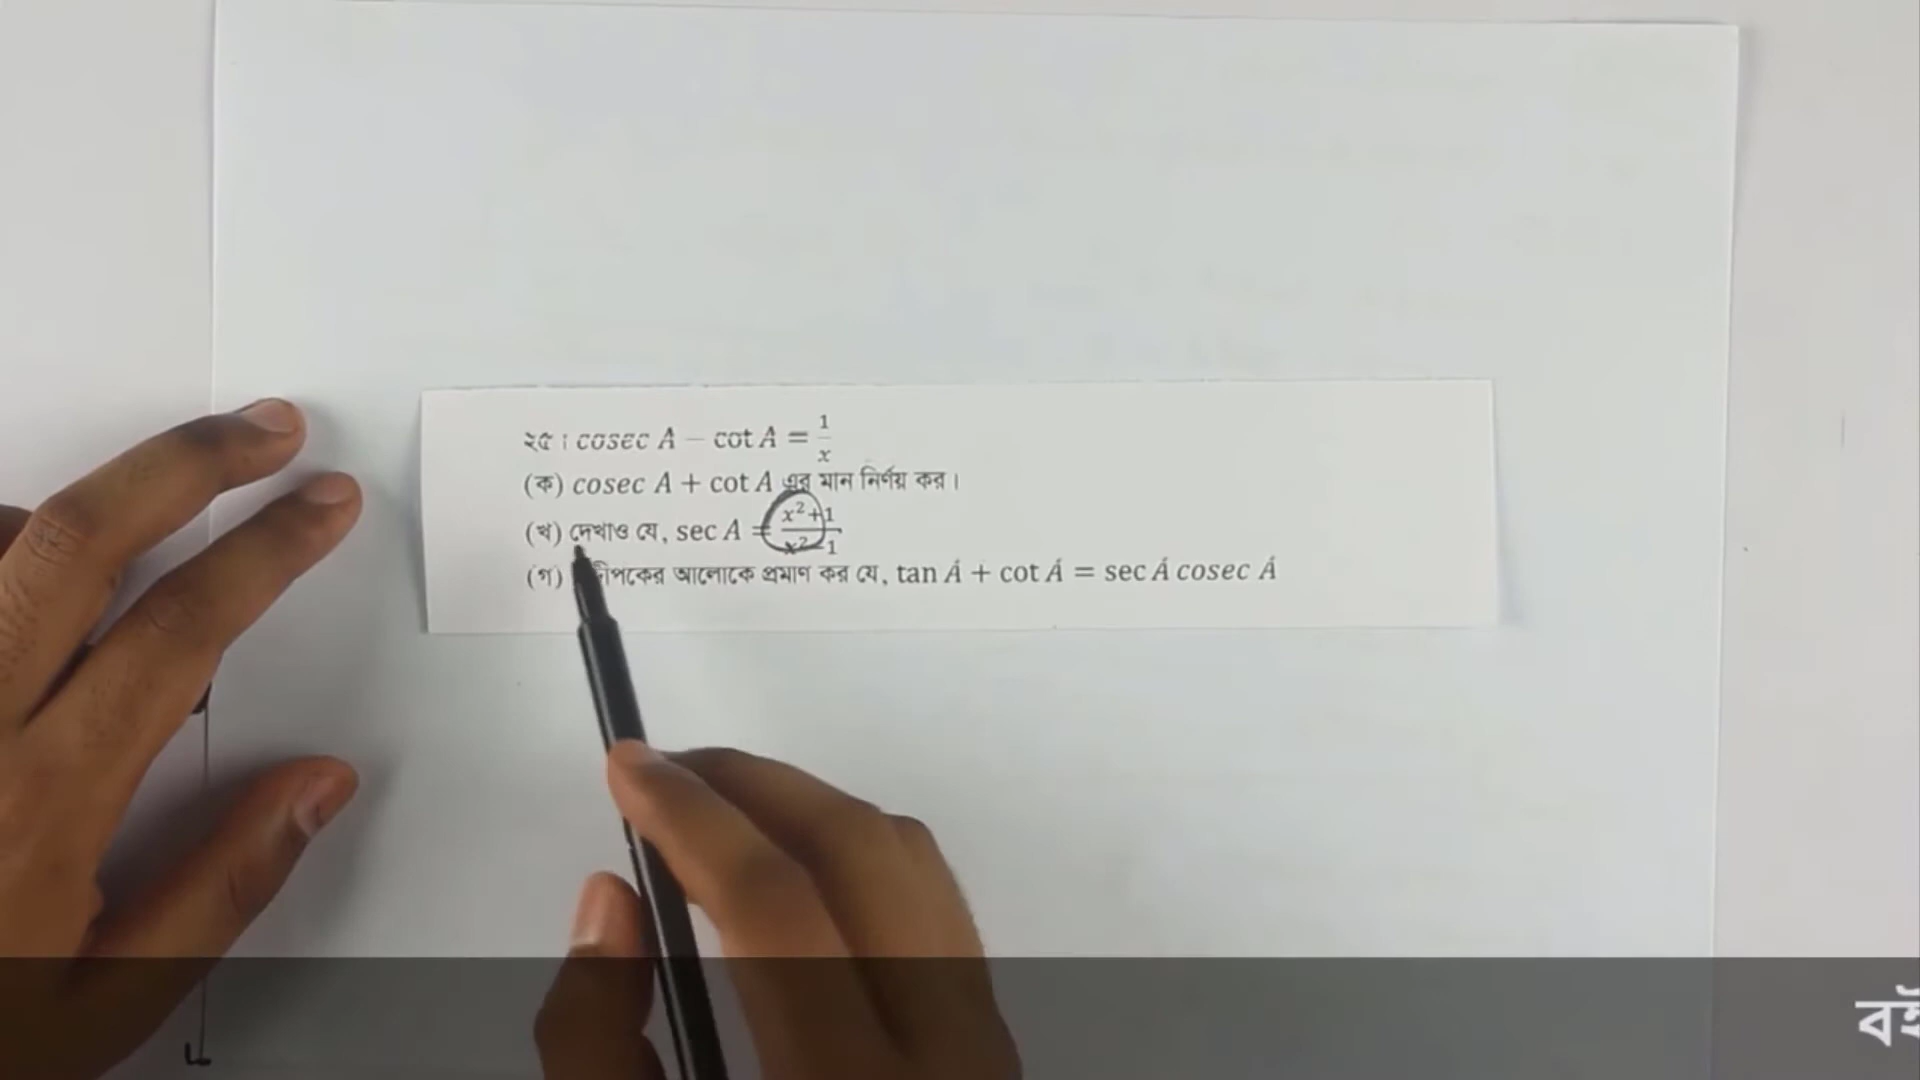 ২৫। cosec A − cot A = 1/x
(ক) cosec A + cot A এর মান নির্ণয় কর।
(খ) দেখাও যে, sec A = x²+1/x²−1
(গ) আলোকে প্রমাণ কর যে, tan Á + cot Á = sec Á cosec Á